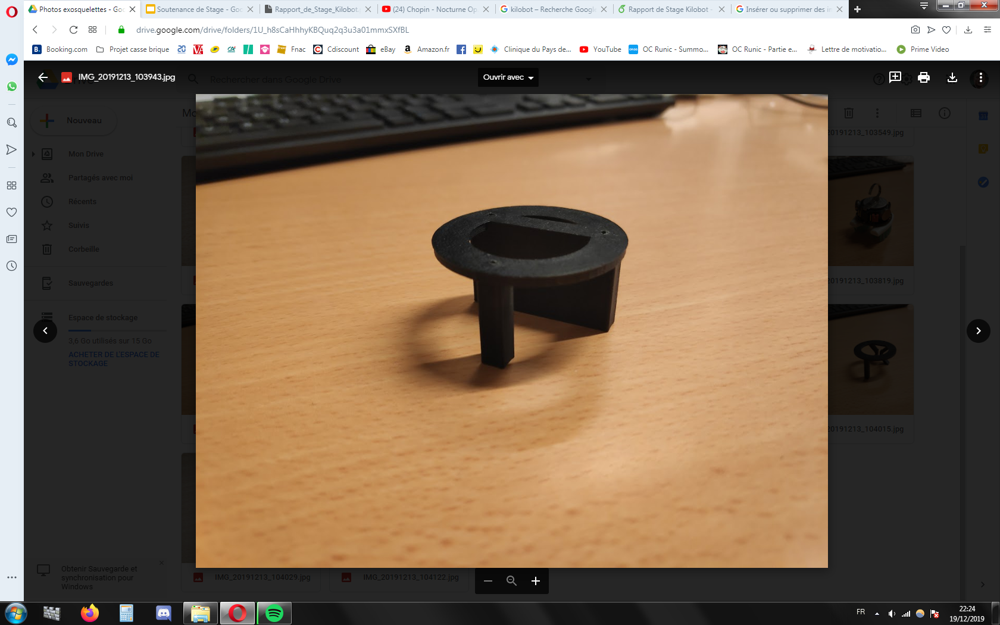 Photos exosquelettes - Goo
Soutenance de Stage - Goo
Rapport_de_Stage_Kilobot.
(24) Chopin - Nocturne Op.
kilobot – Recherche Google
Rapport de Stage Kilobot -
Insérer ou supprimer des in
drive.google.com/drive/folders/1U_h8sCaHhhyKBQuq2q3u3a01mmxSXfBL
Booking.com
Projet casse brique
Fnac
Cdiscount
eBay
Amazon.fr
Clinique du Pays de...
YouTube
OC Runic - Summo...
OC Runic - Partie e...
Lettre de motivatio...
Prime Video
IMG_20191213_103943.jpg
Rechercher dans Google Drive
Ouvrir avec
Nouveau
Mo
20191213_103549.jpg
Mon Drive
Partagés avec moi
Récents
Suivis
Corbeille
20191213_103819.jpg
Sauvegardes
Espace de stockage
3,6 Go utilisés sur 15 Go
ACHETER DE L'ESPACE DE
STOCKAGE
20191213_104015.jpg
Obtenir Sauvegarde et
synchronisation pour
Windows
IMG_20191213_104029.jpg
IMG_20191213_104122.jpg
FR
22:24
19/12/2019